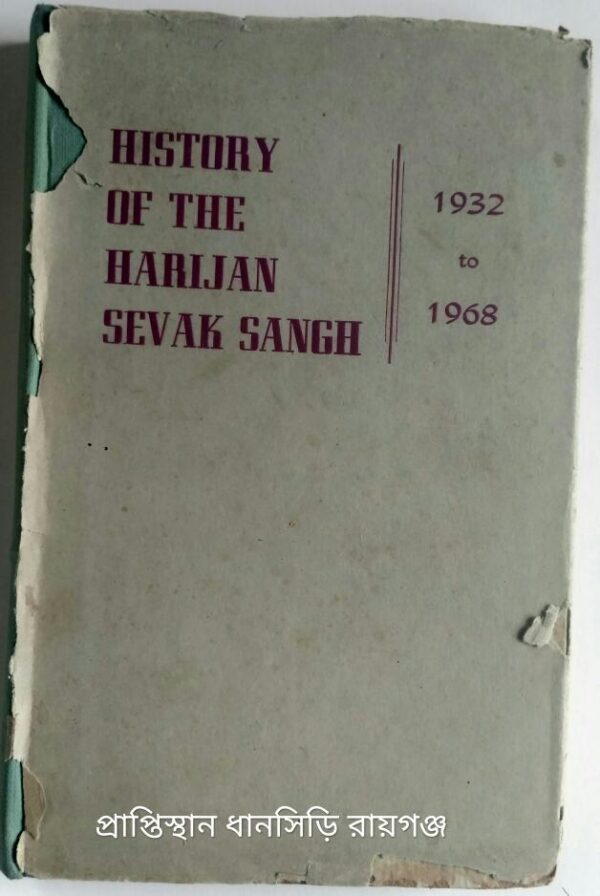 HISTORY
OF THE
HARIJAN
SEVAK SANGH
1932
to
1968
প্রাপ্তিস্থান ধানসিড়ি রায়গঞ্জ